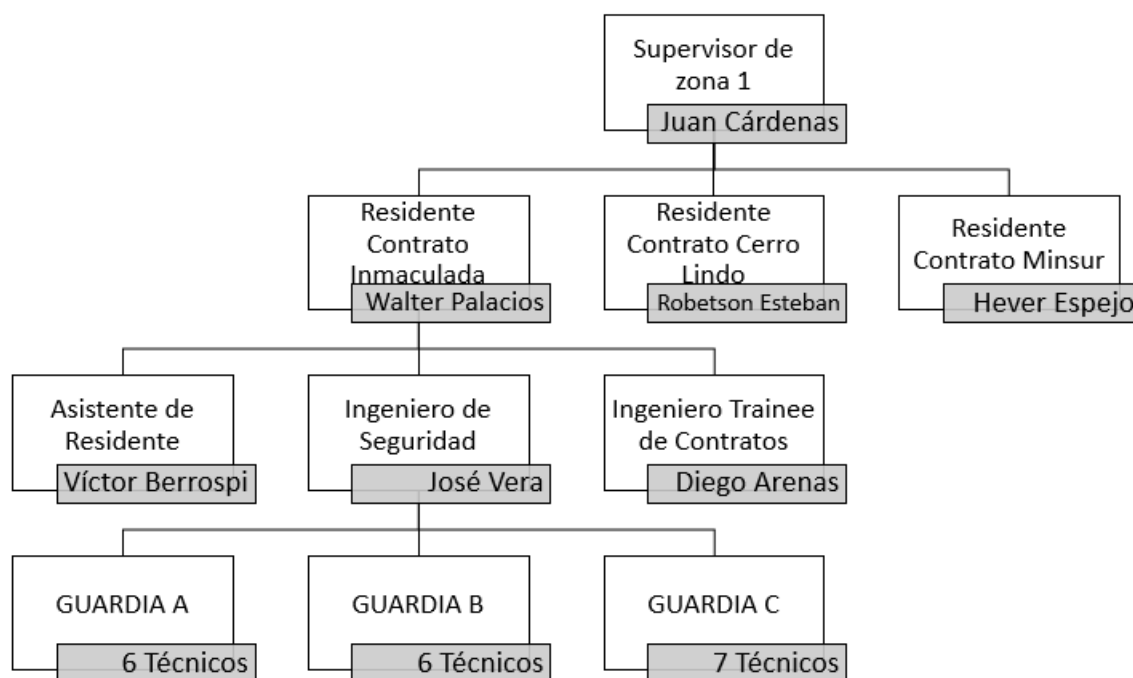 Supervisor de
zona 1
Juan Cárdenas
Residente
Contrato
Inmaculada
Walter Palacios
Residente
Contrato Cerro
Lindo
Robetson Esteban
Residente
Contrato Minsur
Hever Espejo
Asistente de
Residente
Víctor Berrospi
Ingeniero de
Seguridad
José Vera
Ingeniero Trainee
de Contratos
Diego Arenas
GUARDIA A
6 Técnicos
GUARDIA B
6 Técnicos
GUARDIA C
7 Técnicos